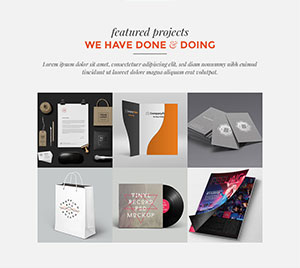 featured projects
WE HAVE DONE & DOING
Lorem ipsum dolor sit amet, consectetuer adipiscing elit, sed diam nonummy nibh euismod
tincidunt ut laoreet dolore magna aliquam erat volutpat.
VINYL
RECORD
PSD
MOCKUP